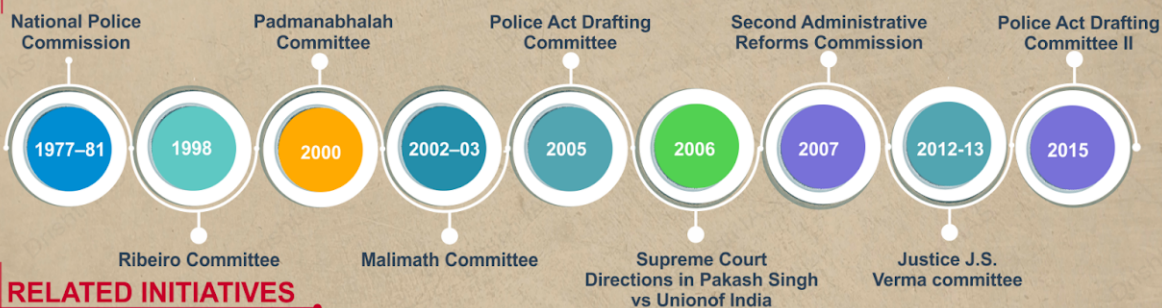 National Police
Commission
Padmanabhalah
Committee
Police Act Drafting
Committee
Second Administrative
Reforms Commission
Police Act Drafting
Committee II
1977–81
1998
2000
2002–03
2005
2006
2007
2012-13
2015
Ribeiro Committee
Malimath Committee
Supreme Court
Directions in Pakash Singh
vs Unionof India
Justice J.S.
Verma committee
RELATED INITIATIVES